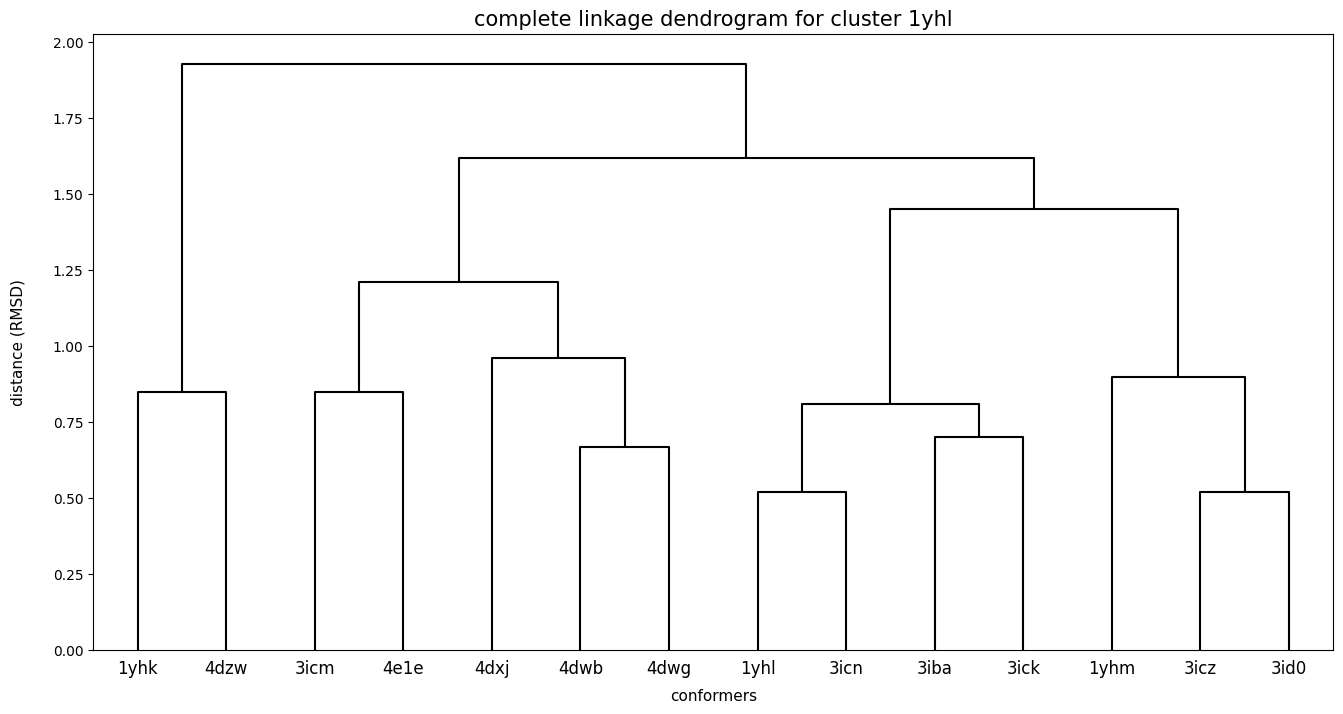 complete linkage dendrogram for cluster 1yhl
2.00
1.75
1.50
1.25
1.00
0.75
0.50
0.25
0.00
distance (RMSD)
1yhk 4dzw 3icm 4e1e 4dxj 4dwb 4dwg 1yhl 3icn 3iba 3ick 1yhm 3icz 3id0
conformers